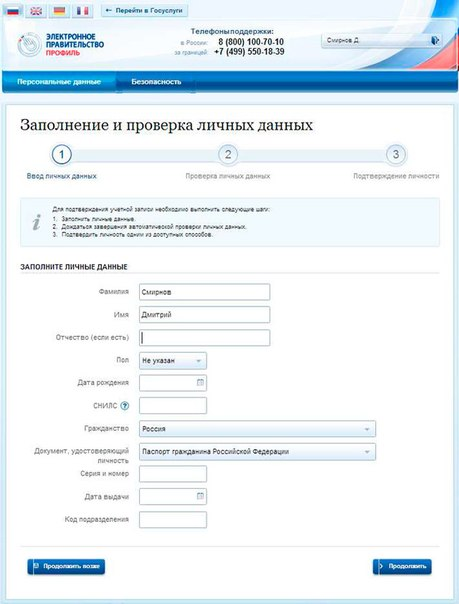 ← Перейти в Госуслуги
ЭЛЕКТРОННОЕ
ПРАВИТЕЛЬСТВО
ПРОФИЛЬ
Телефоны поддержки:
в России: 8 (800) 100-70-10
за границей: +7 (499) 550-18-39
Смирнов Д.
Персональные данные
Безопасность
Заполнение и проверка личных данных
1
2
3
Ввод личных данных
Проверка личных данных
Подтверждение личности
i
Для подтверждения учетной записи необходимо выполнить следующие шаги:
1. Заполнить личные данные.
2. Дождаться завершения автоматической проверки личных данных.
3. Подтвердить личность одним из доступных способов.
ЗАПОЛНИТЕ ЛИЧНЫЕ ДАННЫЕ
Фамилия Смирнов
Имя Дмитрий
Отчество (если есть)
Пол Не указан
Дата рождения
СНИЛС ?
Гражданство Россия
Документ, удостоверяющий личность Паспорт гражданина Российской Федерации
Серия и номер
Дата выдачи
Код подразделения
Продолжить позже
Продолжить